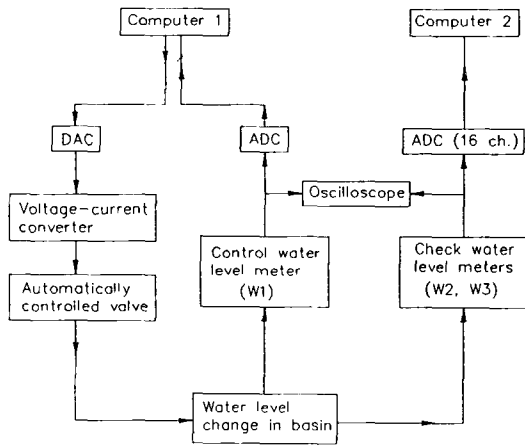 Computer 1
Computer 2
DAC
ADC
ADC (16 ch.)
Oscilloscope
Voltage-current
converter
Control water
level meter
(W1)
Check water
level meters
(W2, W3)
Automatically
controlled valve
Water level
change in basin